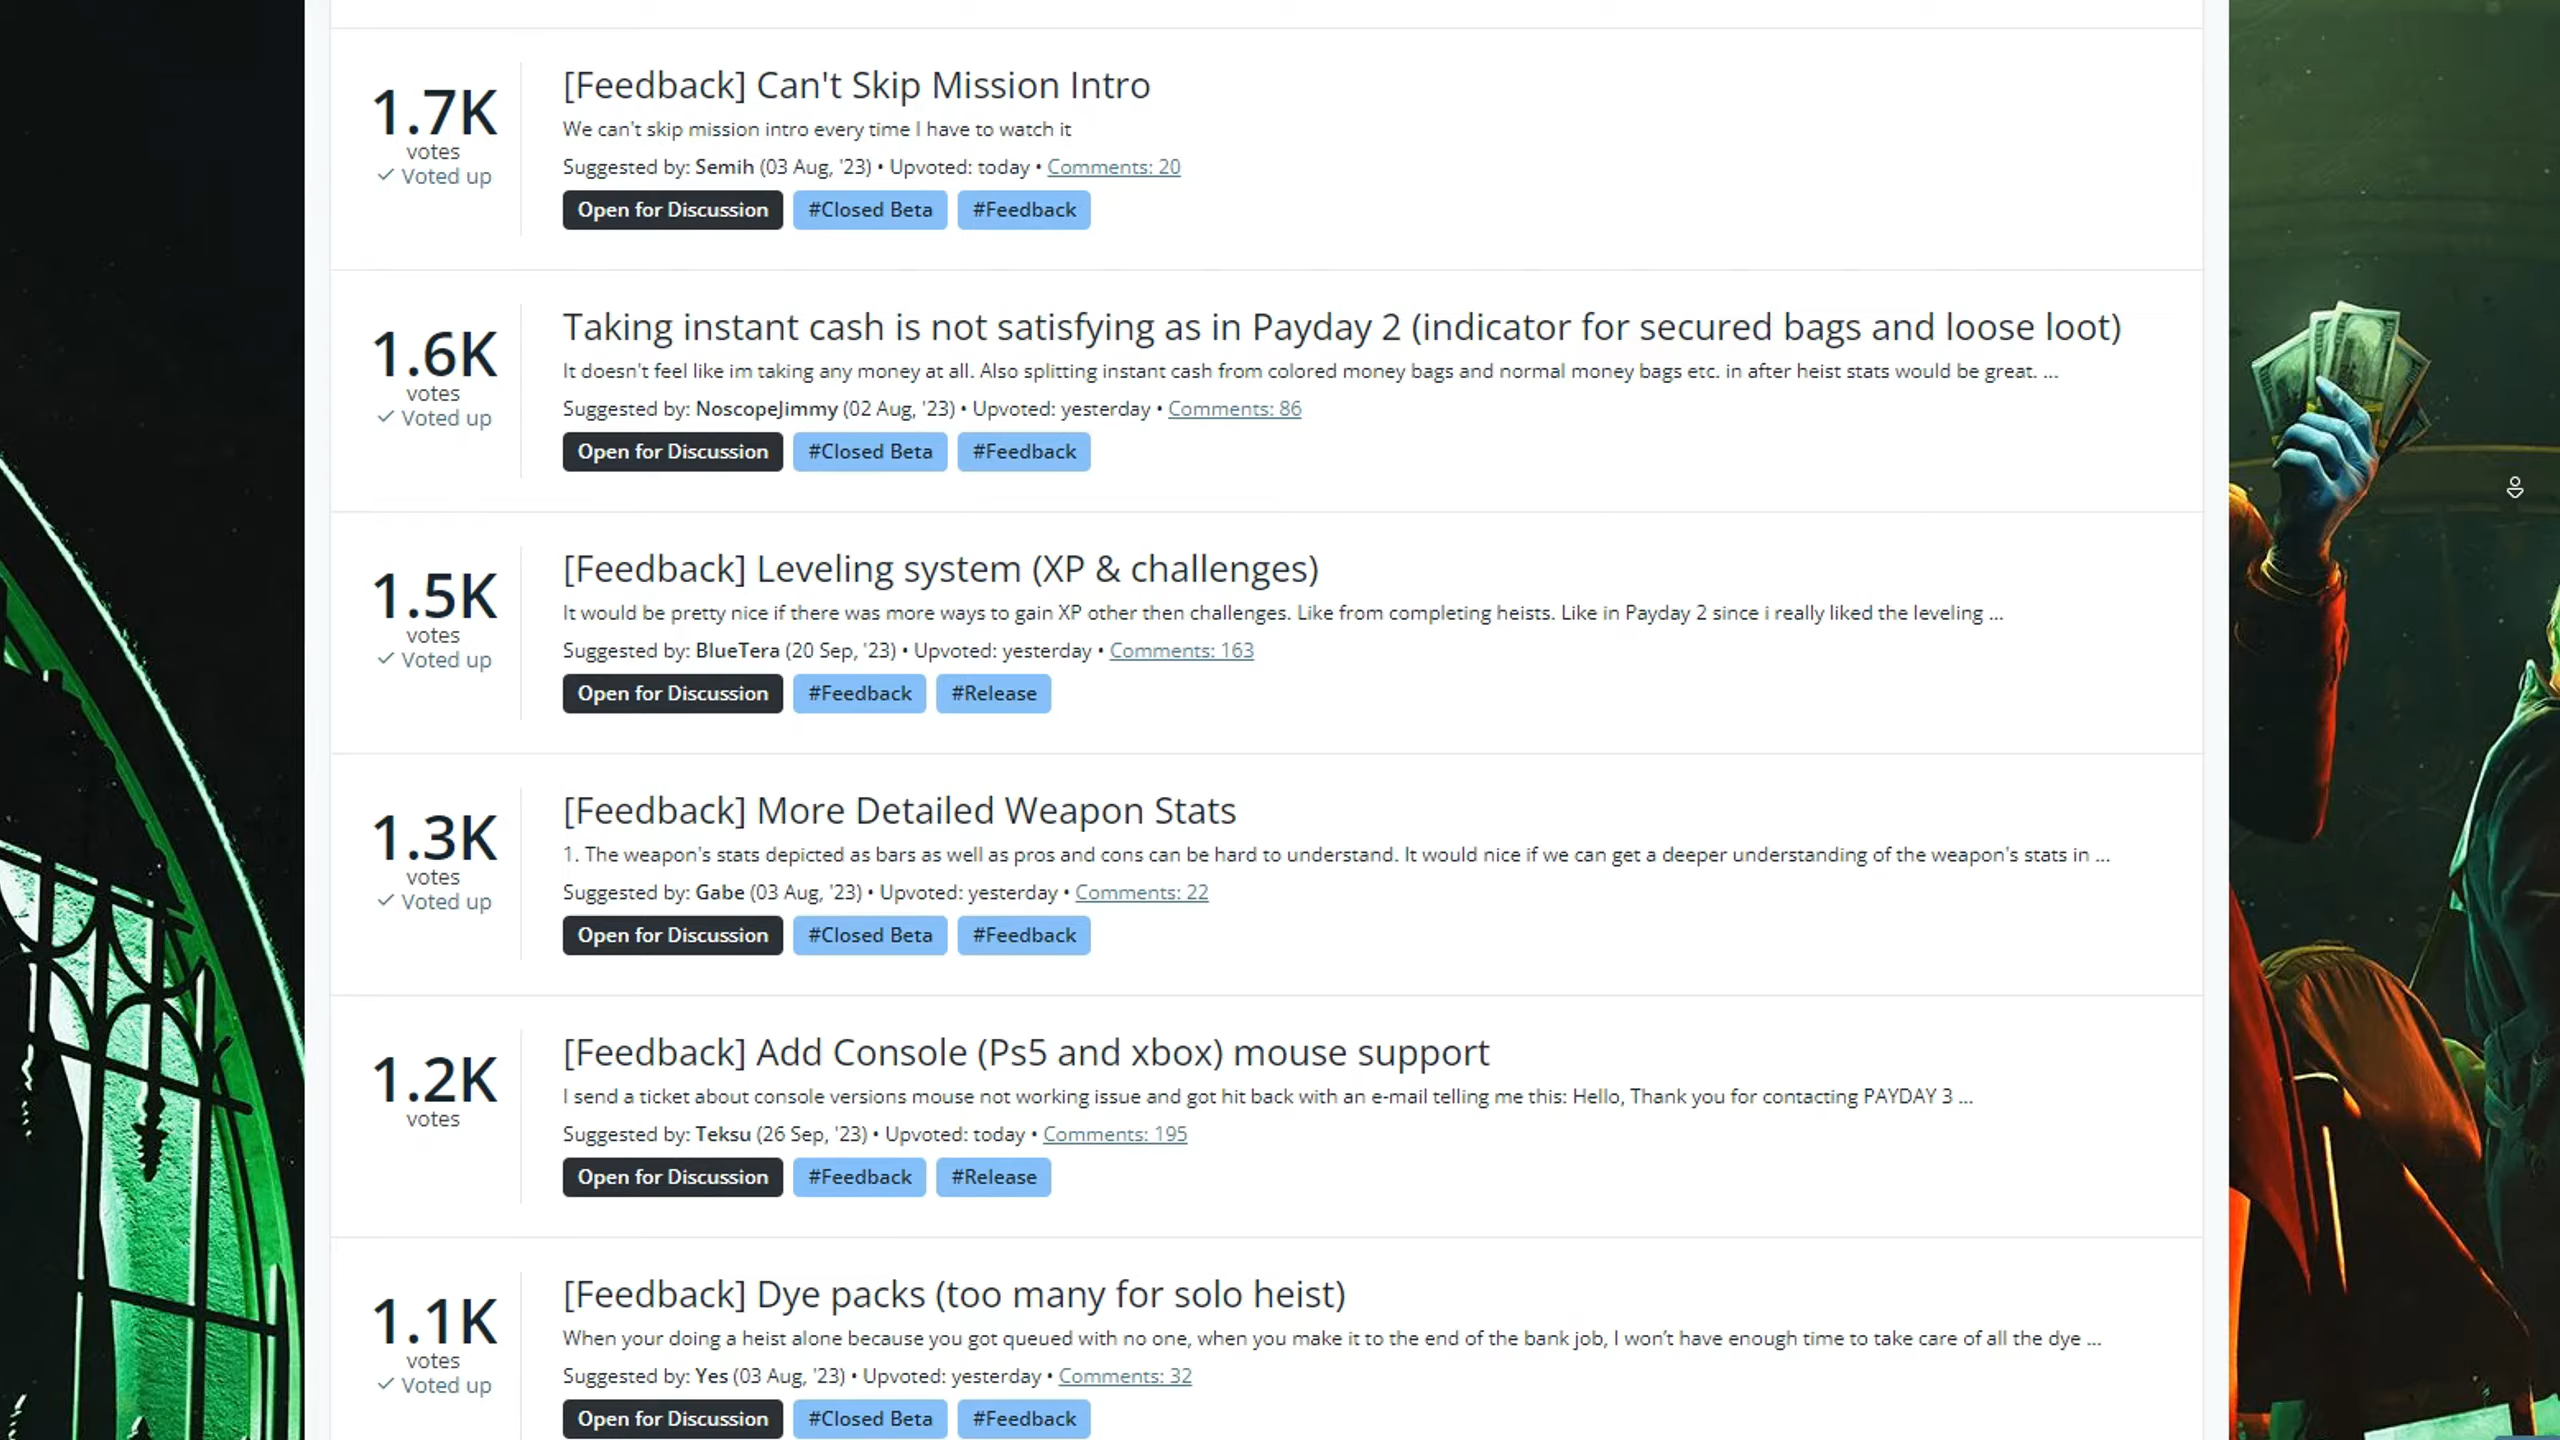 1.7K
votes
✓ Voted up
[Feedback] Can't Skip Mission Intro
We can't skip mission intro every time I have to watch it
Suggested by: Semih (03 Aug, '23) • Upvoted: today • Comments: 20
Open for Discussion #Closed Beta #Feedback
1.6K
votes
✓ Voted up
Taking instant cash is not satisfying as in Payday 2 (indicator for secured bags and loose loot)
It doesn't feel like im taking any money at all. Also splitting instant cash from colored money bags and normal money bags etc. in after heist stats would be great. ...
Suggested by: NoscopeJimmy (02 Aug, '23) • Upvoted: yesterday • Comments: 86
Open for Discussion #Closed Beta #Feedback
1.5K
votes
✓ Voted up
[Feedback] Leveling system (XP & challenges)
It would be pretty nice if there was more ways to gain XP other then challenges. Like from completing heists. Like in Payday 2 since i really liked the leveling ...
Suggested by: BlueTera (20 Sep, '23) • Upvoted: yesterday • Comments: 163
Open for Discussion #Feedback #Release
1.3K
votes
✓ Voted up
[Feedback] More Detailed Weapon Stats
1. The weapon's stats depicted as bars as well as pros and cons can be hard to understand. It would nice if we can get a deeper understanding of the weapon's stats in ...
Suggested by: Gabe (03 Aug, '23) • Upvoted: yesterday • Comments: 22
Open for Discussion #Closed Beta #Feedback
1.2K
votes
[Feedback] Add Console (Ps5 and xbox) mouse support
I send a ticket about console versions mouse not working issue and got hit back with an e-mail telling me this: Hello, Thank you for contacting PAYDAY 3 ...
Suggested by: Teksu (26 Sep, '23) • Upvoted: today • Comments: 195
Open for Discussion #Feedback #Release
1.1K
votes
✓ Voted up
[Feedback] Dye packs (too many for solo heist)
When your doing a heist alone because you got queued with no one, when you make it to the end of the bank job, I won't have enough time to take care of all the dye ...
Suggested by: Yes (03 Aug, '23) • Upvoted: yesterday • Comments: 32
Open for Discussion #Closed Beta #Feedback